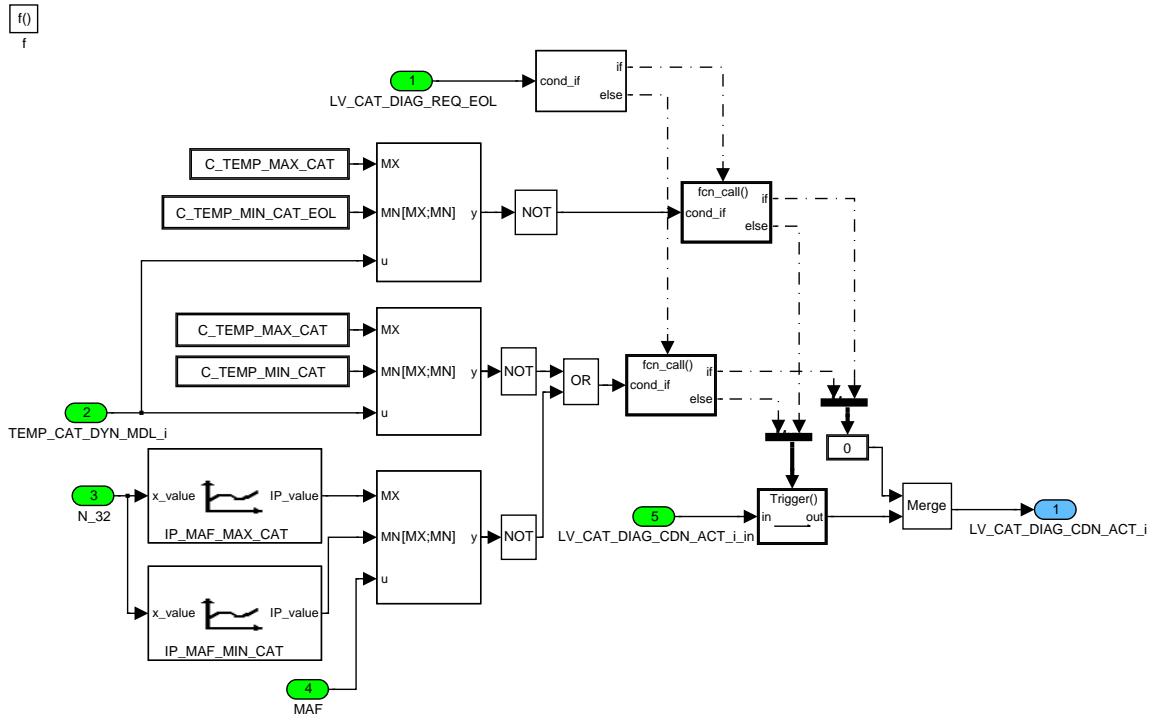 f()
f
1
LV_CAT_DIAG_REQ_EOL
cond_if
if
else
C_TEMP_MAX_CAT
C_TEMP_MIN_CAT_EOL
MX
MN[MX;MN]
y
u
NOT
fcn_call()
cond_if
if
else
C_TEMP_MAX_CAT
C_TEMP_MIN_CAT
MX
MN[MX;MN]
y
u
NOT
OR
fcn_call()
cond_if
if
else
2
TEMP_CAT_DYN_MDL_i
0
3
N_32
x_value
IP_value
IP_MAF_MAX_CAT
x_value
IP_value
IP_MAF_MIN_CAT
MX
MN[MX;MN]
y
u
NOT
4
MAF
5
LV_CAT_DIAG_CDN_ACT_i_in
Trigger()
in
out
Merge
1
LV_CAT_DIAG_CDN_ACT_i